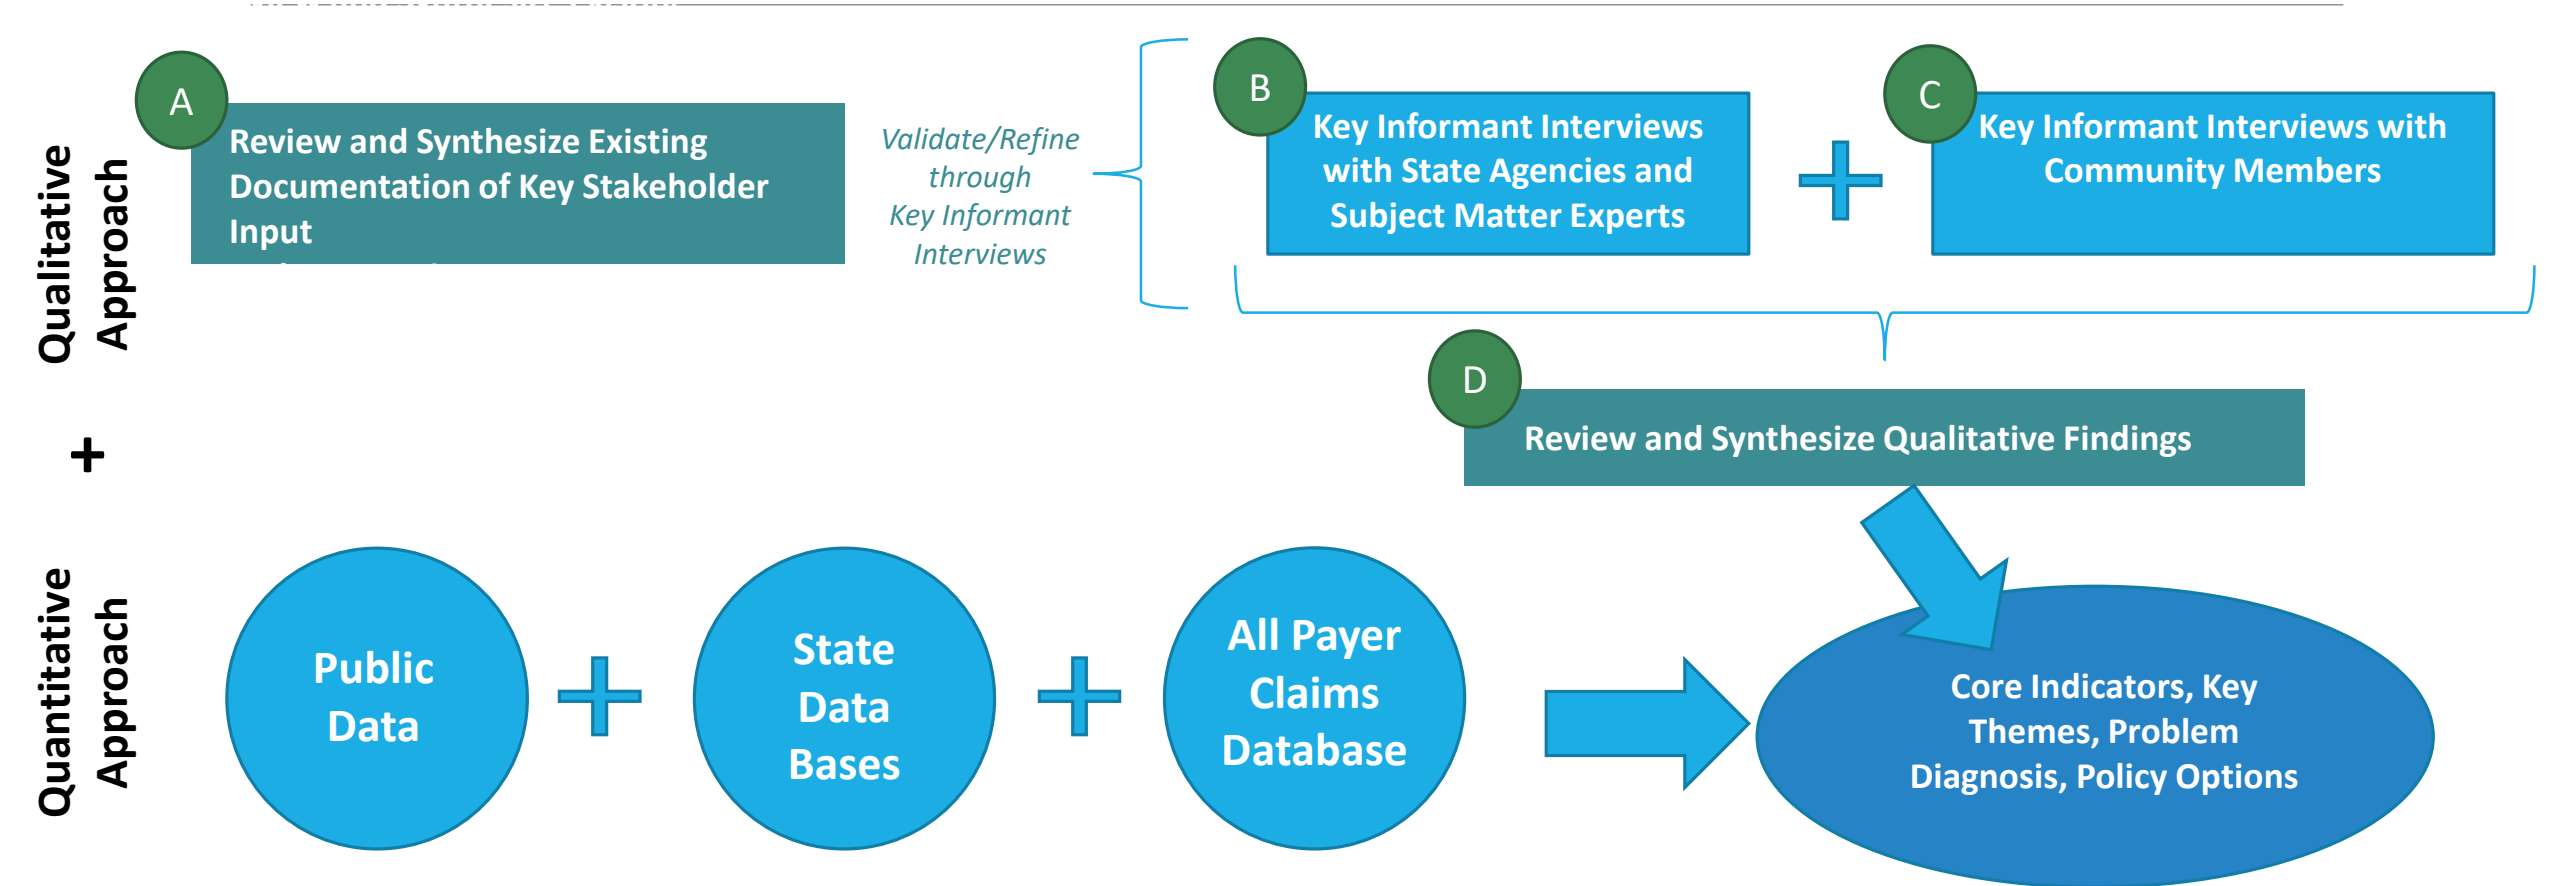 Qualitative
Approach
+
Quantitative
Approach
A
Review and Synthesize Existing
Documentation of Key Stakeholder
Input
Validate/Refine
through
Key Informant
Interviews
B
Key Informant Interviews
with State Agencies and
Subject Matter Experts
C
Key Informant Interviews with
Community Members
D
Review and Synthesize Qualitative Findings
Public
Data
State
Data
Bases
All Payer
Claims
Database
Core Indicators, Key
Themes, Problem
Diagnosis, Policy Options